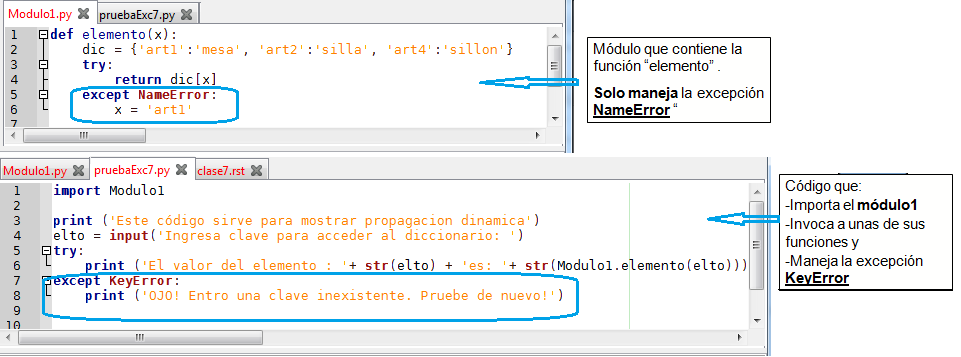 Modulo1.py pruebaExc7.py
1 def elemento(x):
2 dic = {'art1':'mesa', 'art2':'silla', 'art4':'sillon'}
3 try:
4 return dic[x]
5 except NameError:
6 x = 'art1'
7
Módulo que contiene la
función “elemento” .
Solo maneja la excepción
NameError “
Modulo1.py pruebaExc7.py clase7.rst
1 import Modulo1
2
3 print ('Este código sirve para mostrar propagacion dinamica')
4 elto = input('Ingresa clave para acceder al diccionario: ')
5 try:
6 print ('El valor del elemento : '+ str(elto) + 'es: '+ str(Modulo1.elemento(elto)))
7 except KeyError:
8 print ('OJO! Entro una clave inexistente. Pruebe de nuevo!')
9
10
Código que:
-Importa el módulo1
-Invoca a unas de sus
funciones y
-Maneja la excepción
KeyError